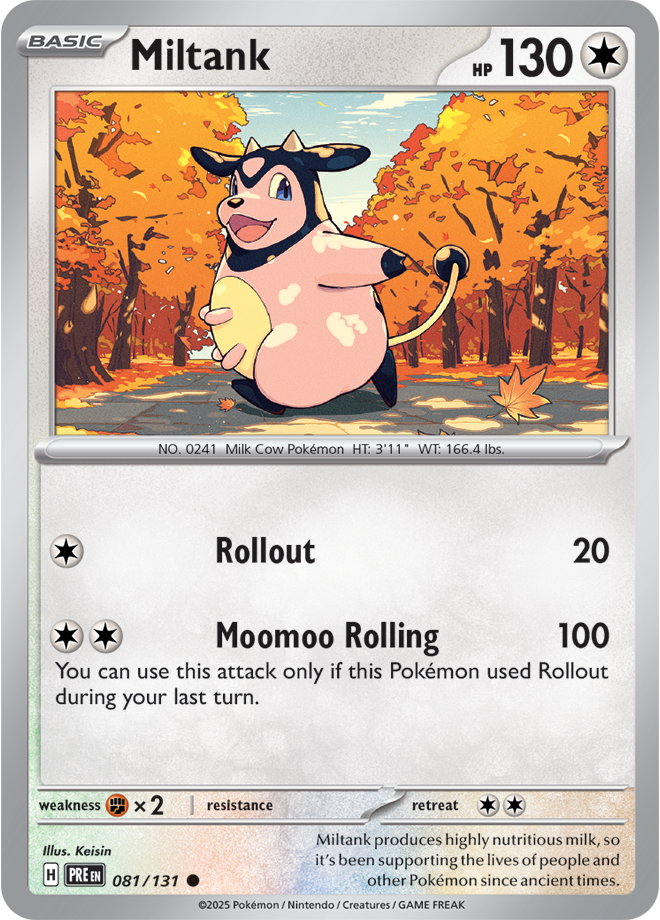 BASIC
Miltank
HP 130
NO. 0241 Milk Cow Pokémon HT: 3'11" WT: 166.4 lbs.
Rollout 20
Moomoo Rolling 100
You can use this attack only if this Pokémon used Rollout
during your last turn.
weakness ×2 resistance retreat
Illus. Keisin
H PRE EN 081/131
Miltank produces highly nutritious milk, so
it's been supporting the lives of people and
other Pokémon since ancient times.
©2025 Pokémon / Nintendo / Creatures / GAME FREAK